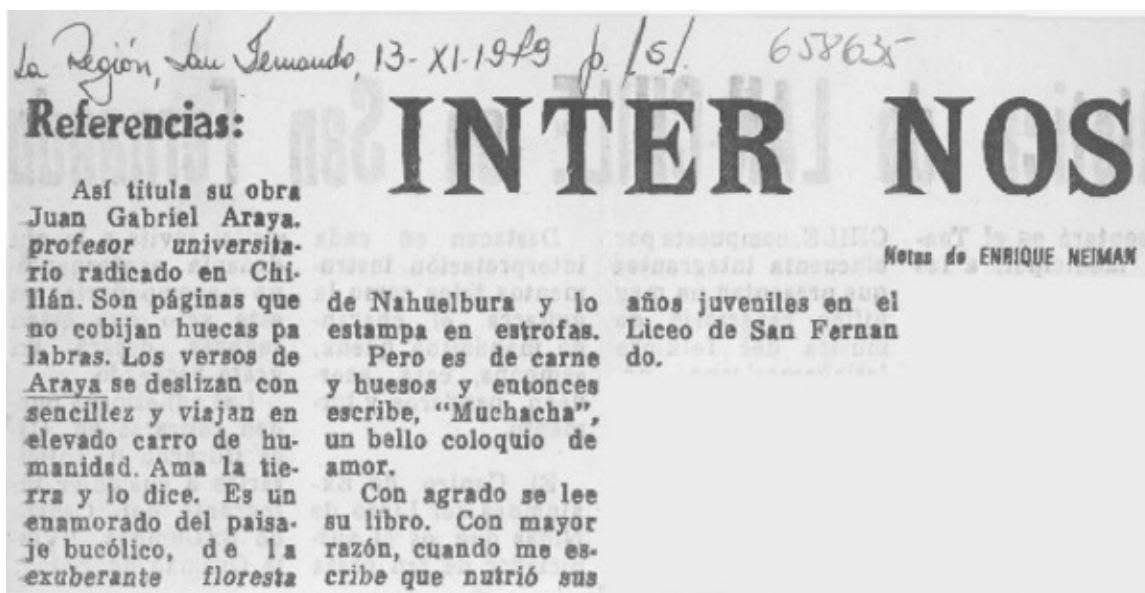 La Región, San Fernando, 13-XI-1979 p. [5]. 658635
INTER NOS
Notas de ENRIQUE NEIMAN
Referencias:
Así titula su obra
Juan Gabriel Araya,
profesor universita-
rio radicado en Chi-
llán. Son páginas que
no cobijan huecas pa
labras. Los versos de
Araya se deslizan con
sencillez y viajan en
elevado carro de hu-
manidad. Ama la tie-
rra y lo dice. Es un
enamorado del paisa-
je bucólico, de la
exuberante floresta
de Nahuelbura y lo
estampa en estrofas.
Pero es de carne
y huesos y entonces
escribe, "Muchacha",
un bello coloquio de
amor.
Con agrado se lee
su libro. Con mayor
razón, cuando me es-
cribe que nutrió sus
años juveniles en el
Liceo de San Fernan
do.